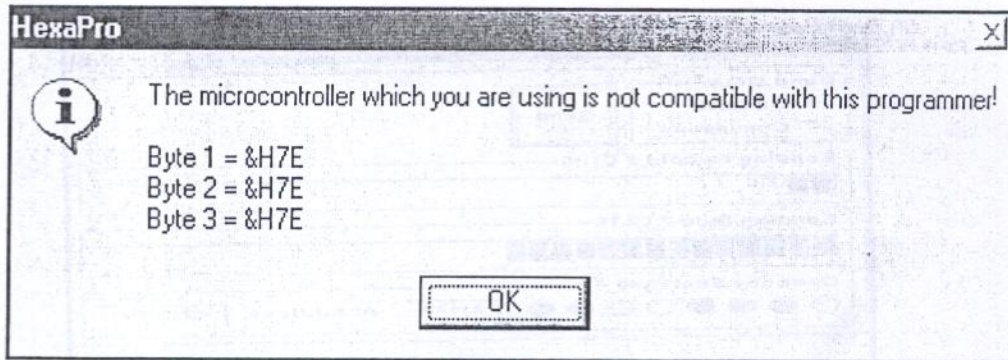 HexaPro
The microcontroller which you are using is not compatible with this programmer!
Byte 1 = &H7E
Byte 2 = &H7E
Byte 3 = &H7E
OK